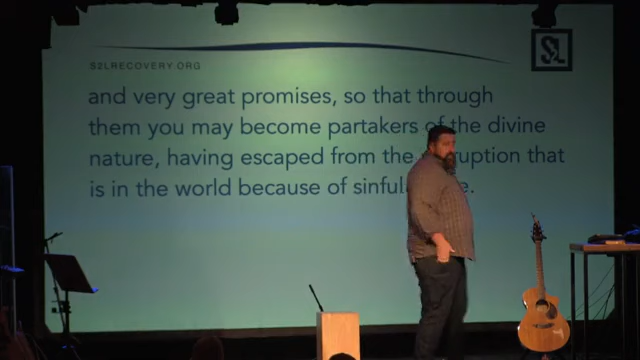 S2LRECOVERY.ORG
S2L
and very great promises, so that through
them you may become partakers of the divine
nature, having escaped from the
that
is in the world because of sinful